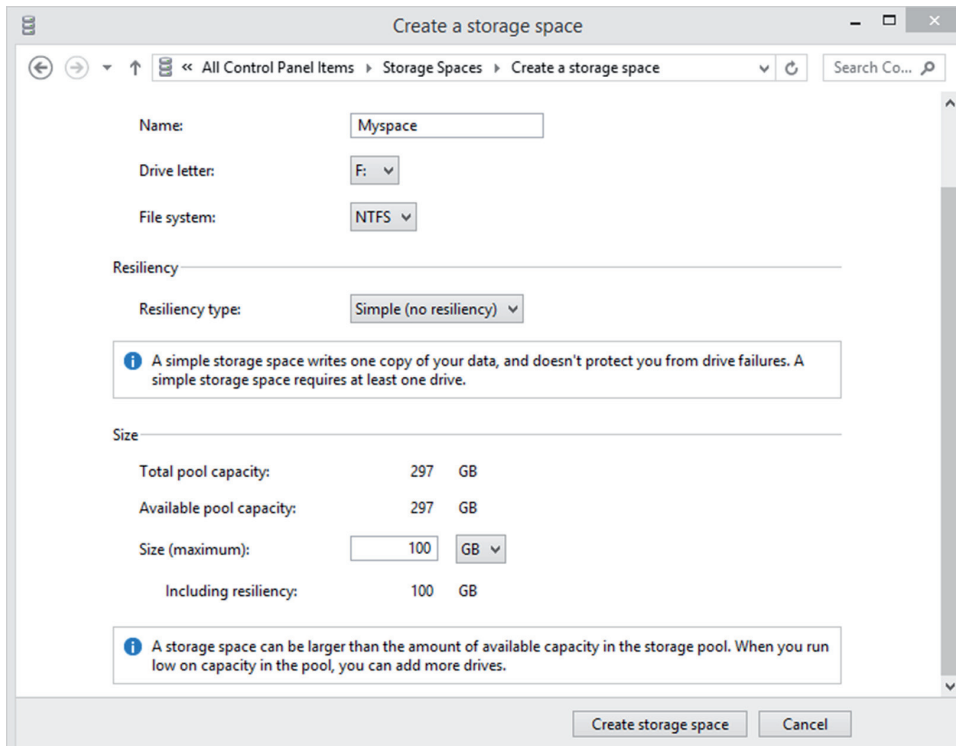 Create a storage space
« All Control Panel Items Storage Spaces Create a storage space Search Co...
Name: Myspace
Drive letter: F:
File system: NTFS
Resiliency
Resiliency type: Simple (no resiliency)
A simple storage space writes one copy of your data, and doesn't protect you from drive failures. A
simple storage space requires at least one drive.
Size
Total pool capacity: 297 GB
Available pool capacity: 297 GB
Size (maximum): 100 GB
Including resiliency: 100 GB
A storage space can be larger than the amount of available capacity in the storage pool. When you run
low on capacity in the pool, you can add more drives.
Create storage space Cancel